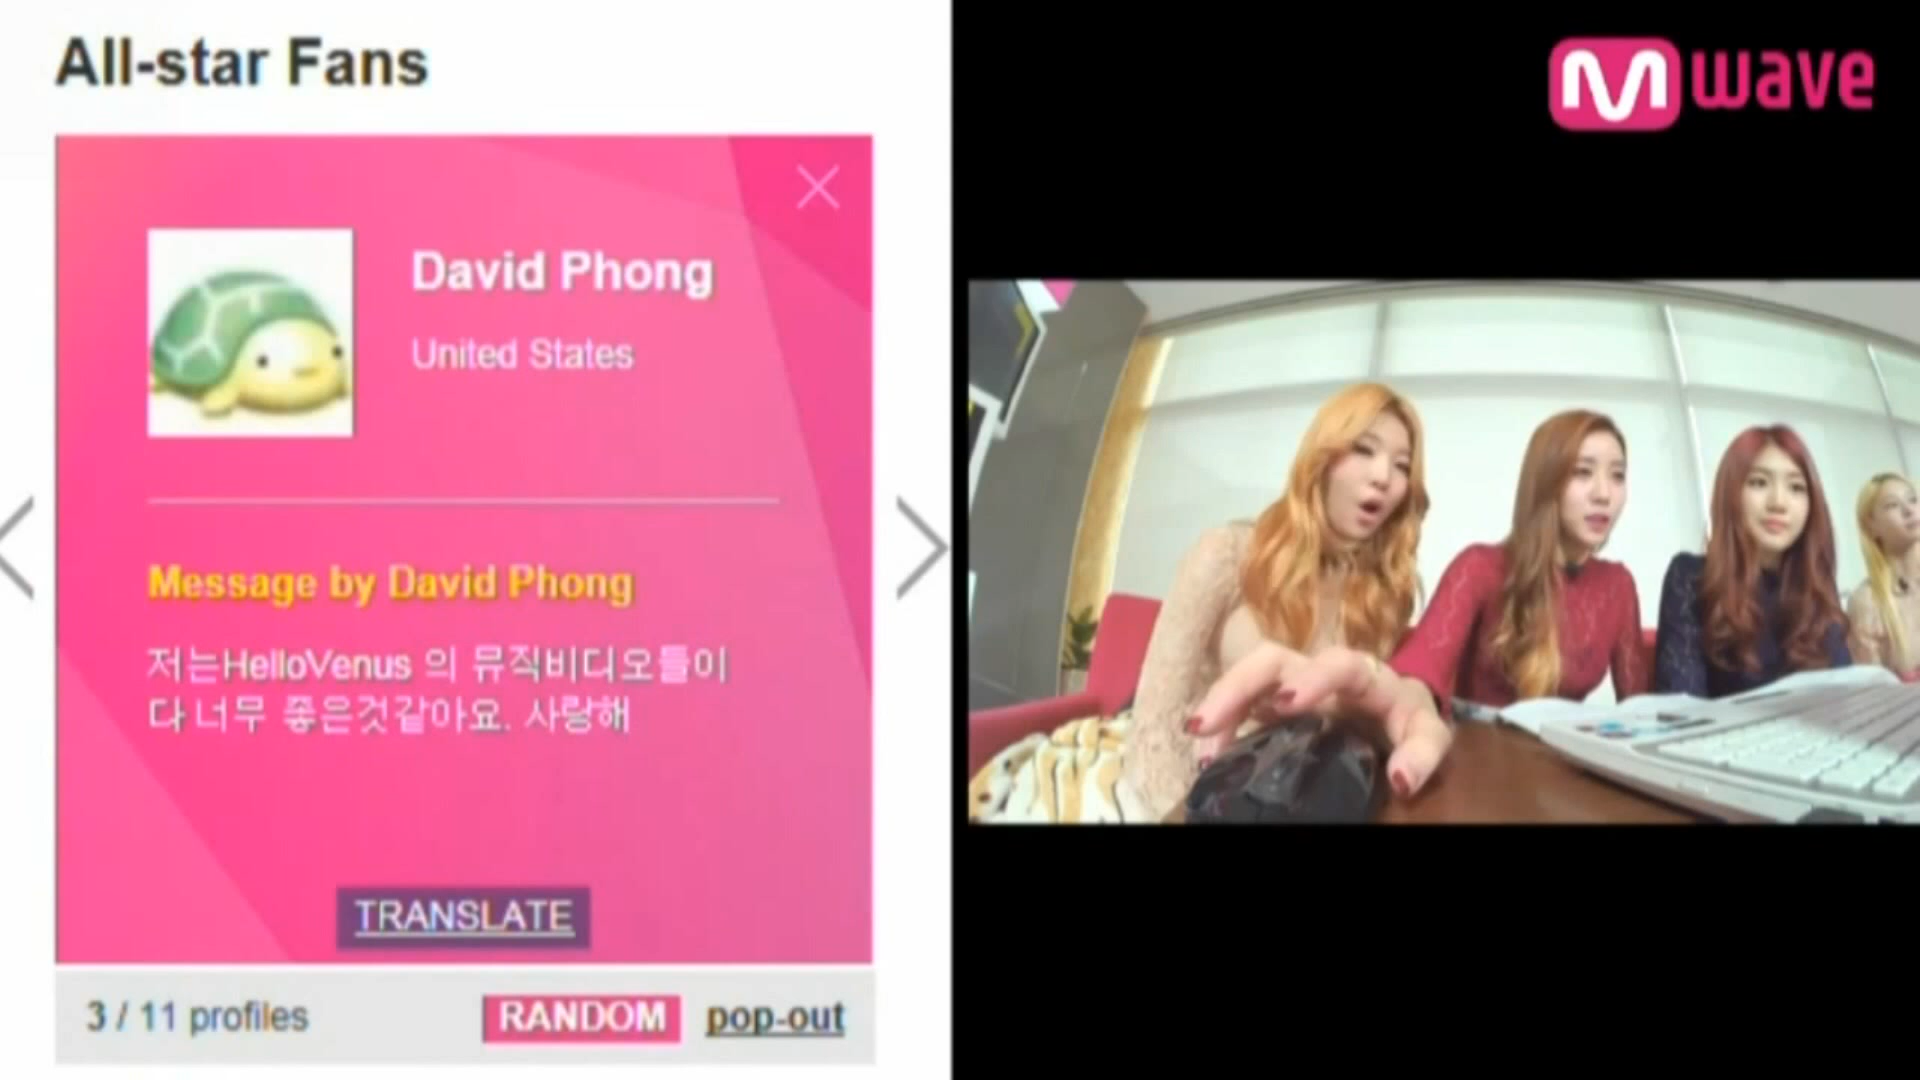 All-star Fans
M wave
David Phong
United States
Message by David Phong
저는HelloVenus 의 뮤직비디오들이
다 너무 좋은것같아요. 사랑해
TRANSLATE
3 / 11 profiles
RANDOM
pop-out